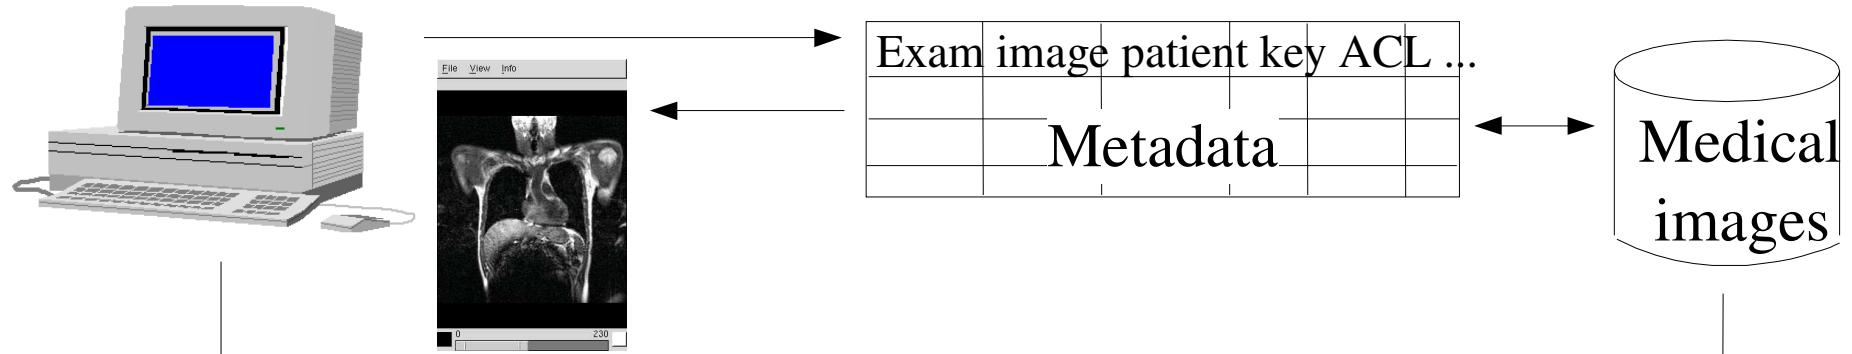 File View Info
0 230
Exam image patient key ACL ...
Metadata
Medical
images